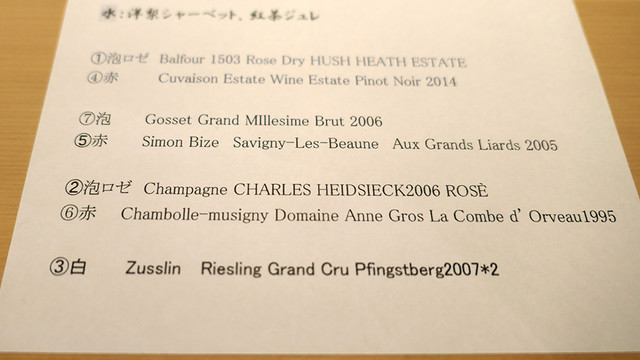 氷：洋梨シャーベット、紅茶ジュレ
①泡ロゼ Balfour 1503 Rose Dry HUSH HEATH ESTATE
④赤 Cuvaison Estate Wine Estate Pinot Noir 2014
⑦泡 Gosset Grand MIllesime Brut 2006
⑤赤 Simon Bize Savigny-Les-Beaune Aux Grands Liards 2005
②泡ロゼ Champagne CHARLES HEIDSIECK2006 ROSÈ
⑥赤 Chambolle-musigny Domaine Anne Gros La Combe d' Orveau1995
③白 Zusslin Riesling Grand Cru Pfingstberg2007*2